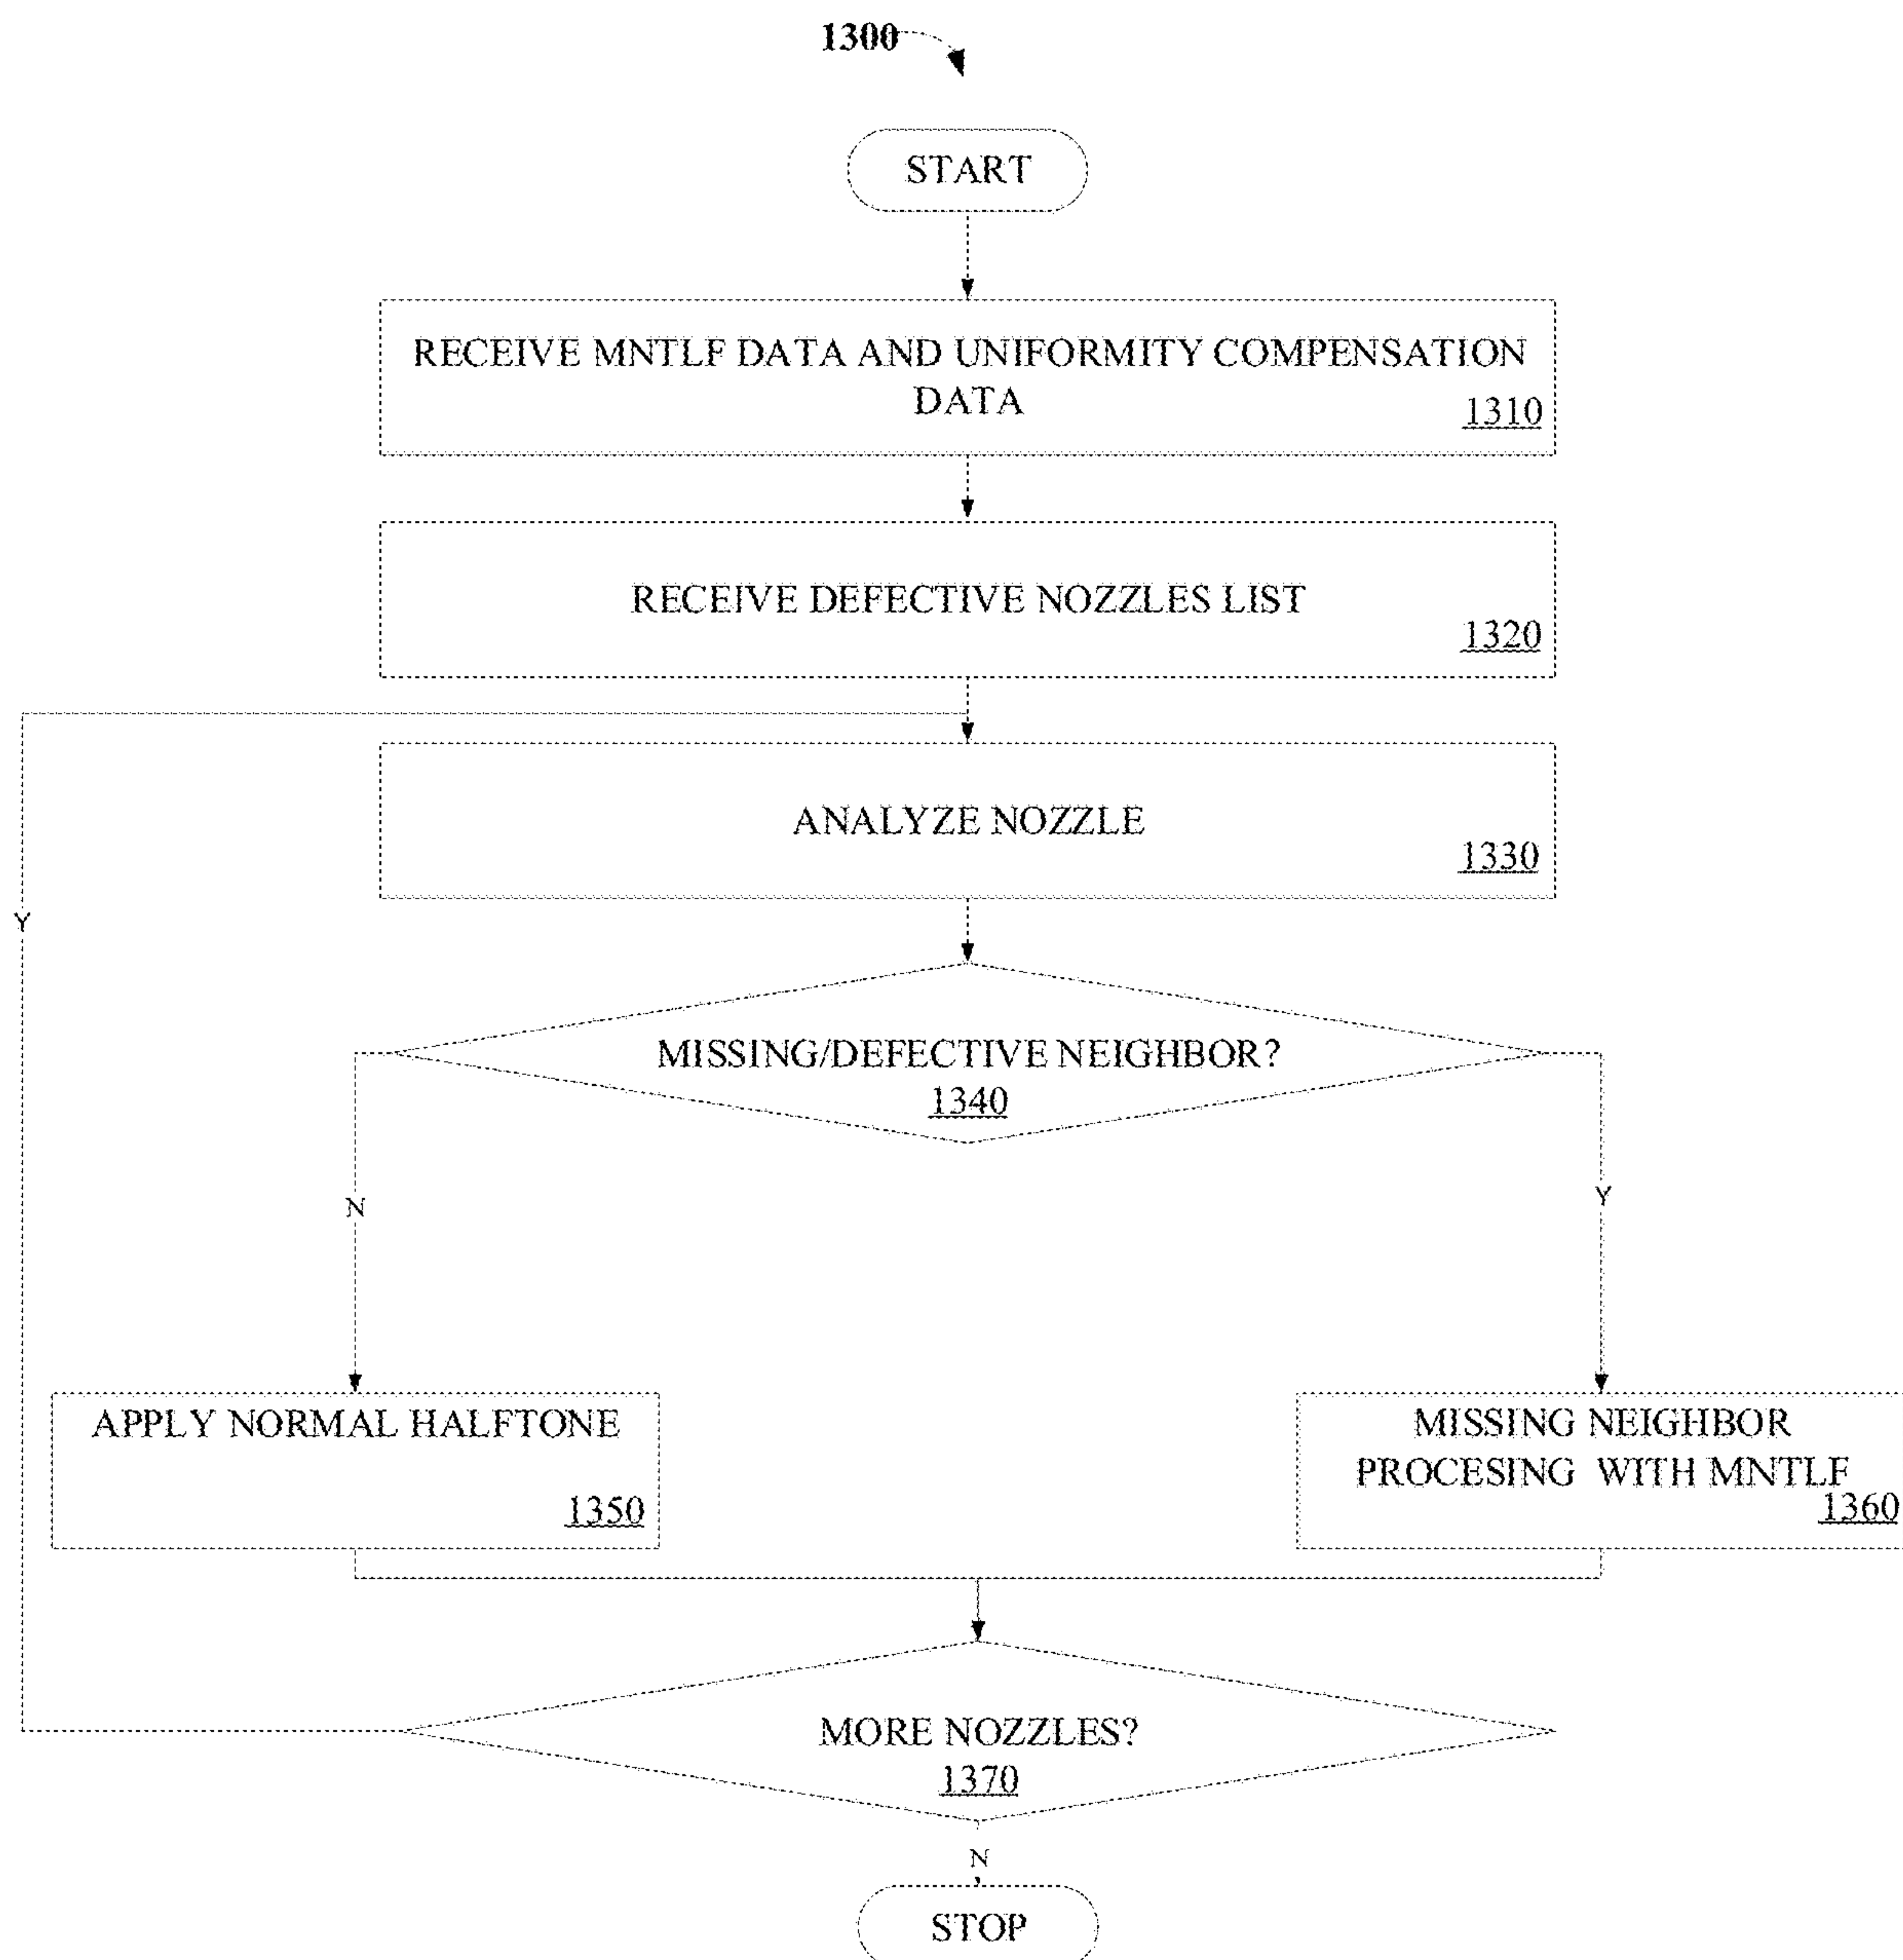 1300
START
RECEIVE MNTLF DATA AND UNIFORMITY COMPENSATION
DATA
1310
RECEIVE DEFECTIVE NOZZLES LIST
1320
ANALYZE NOZZLE
1330
Y
MISSING/DEFECTIVE NEIGHBOR?
1340
N
Y
APPLY NORMAL HALFTONE
1350
MISSING NEIGHBOR
PROCESING WITH MNTLF
1360
MORE NOZZLES?
1370
N
STOP